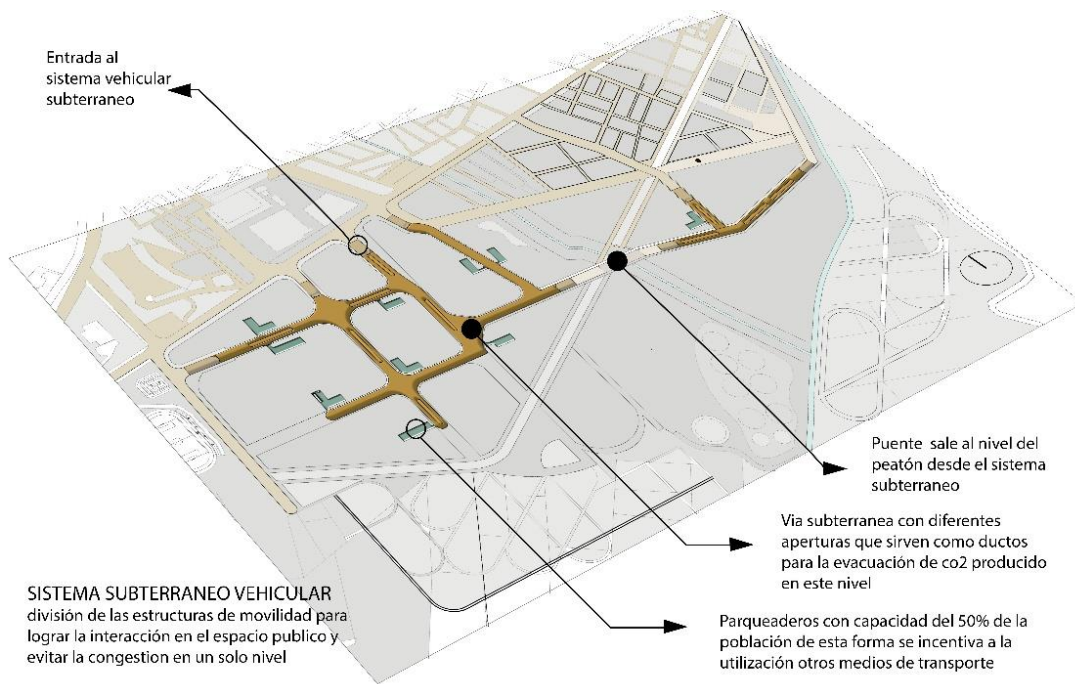 Entrada al
sistema vehicular
subterraneo
Puente sale al nivel del
peatón desde el sistema
subterraneo
Via subterranea con diferentes
aperturas que sirven como ductos
para la evacuación de co2 producido
en este nivel
SISTEMA SUBTERRANEO VEHICULAR
división de las estructuras de movilidad para
lograr la interacción en el espacio publico y
evitar la congestion en un solo nivel
Parqueaderos con capacidad del 50% de la
población de esta forma se incentiva a la
utilización otros medios de transporte